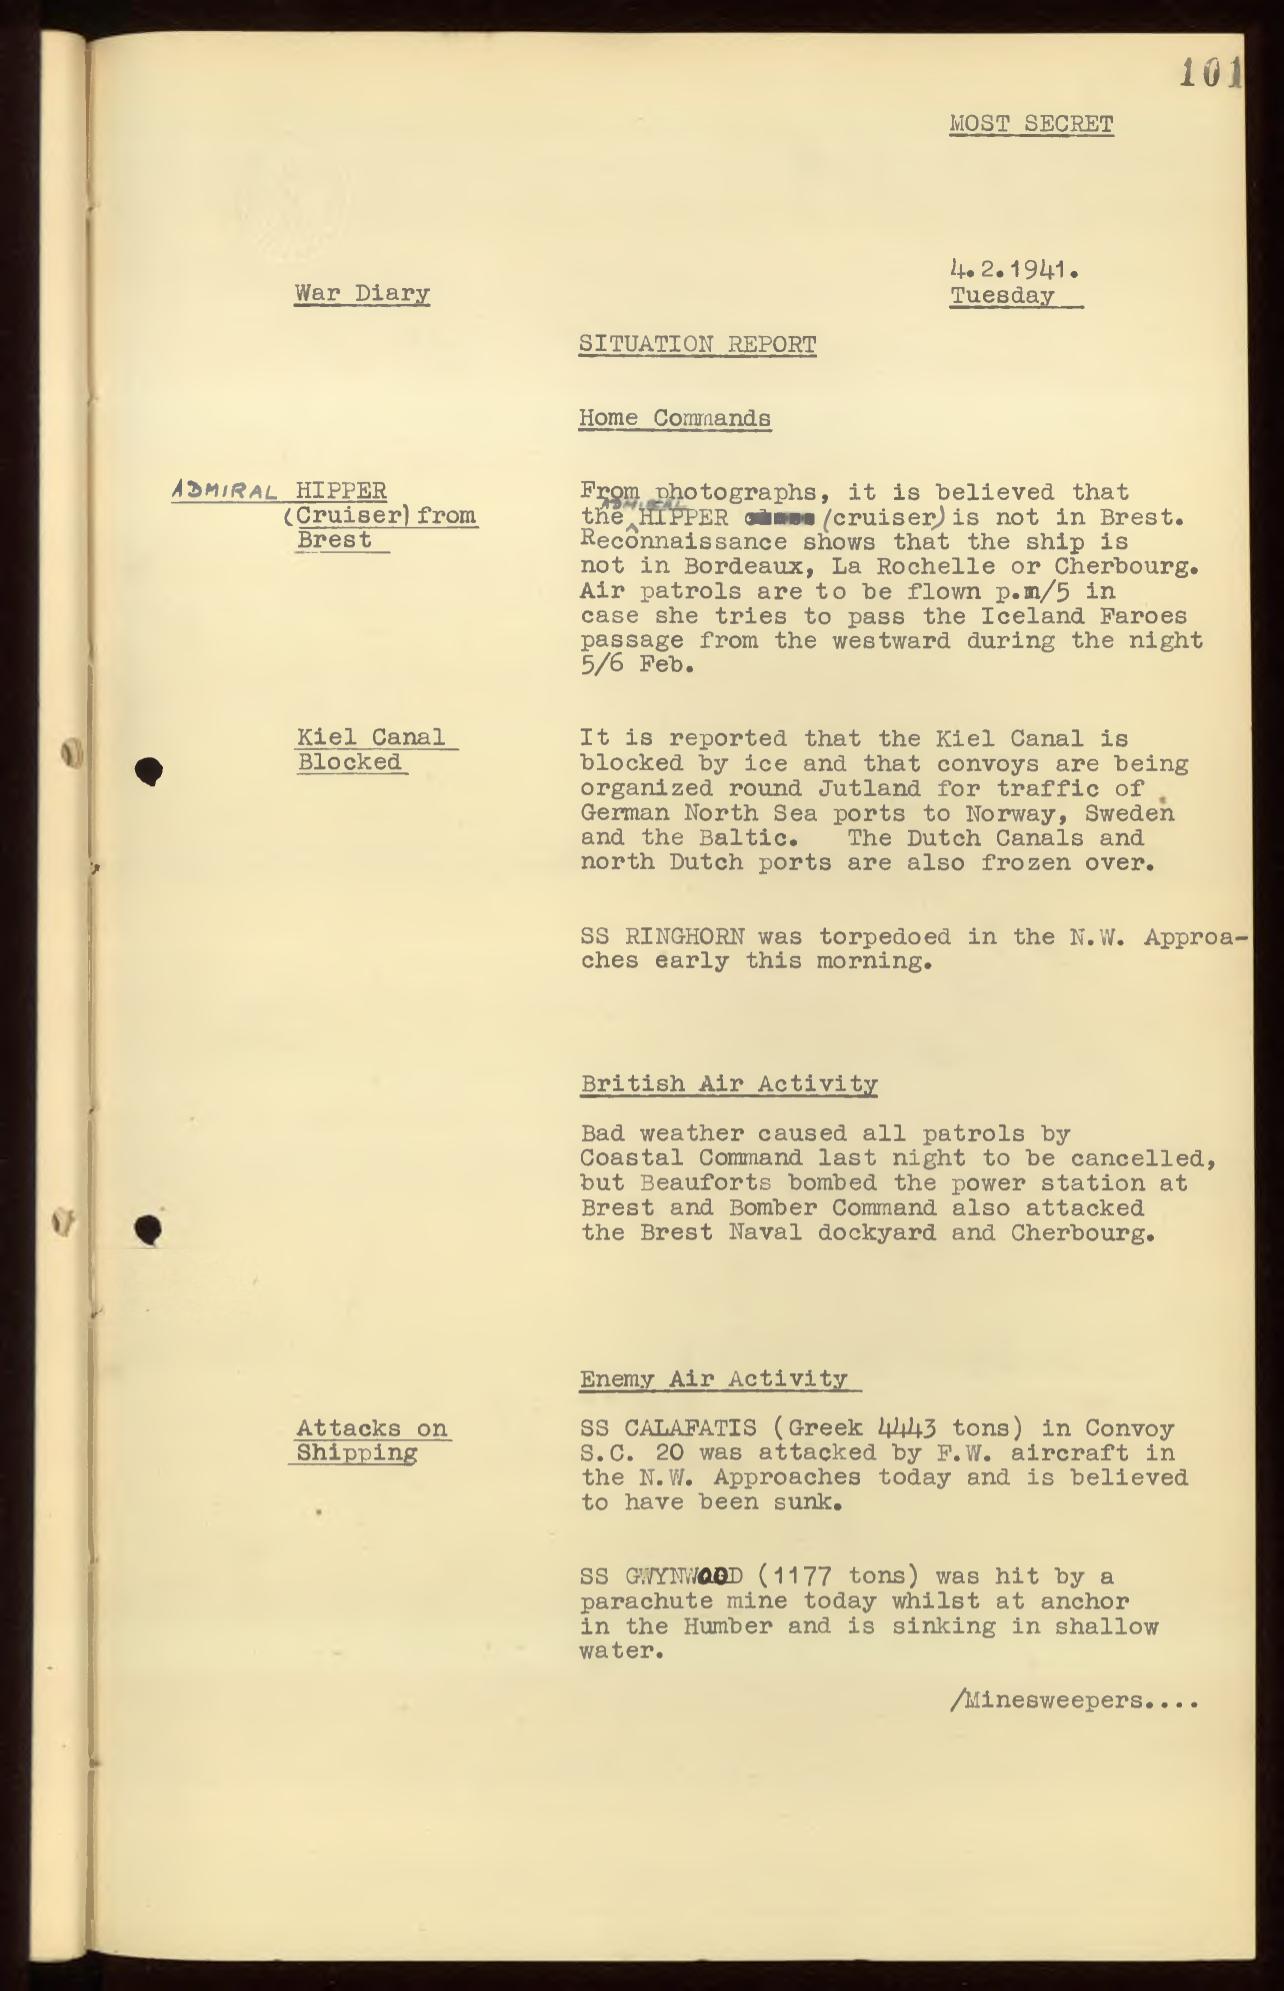 101
MOST SECRET
4.2.1941.
War Diary
Tuesday
SITUATION REPORT
Home Commands
ADMIRAL HIPPER
(Cruiser) from
Brest
From photographs, it is believed that
ADMIRAL
the HIPPER (cruiser) is not in Brest.
Reconnaissance shows that the ship is
not in Bordeaux, La Rochelle or Cherbourg.
Air patrols are to be flown p.m/5 in
case she tries to pass the Iceland Faroes
passage from the westward during the night
5/6 Feb.
Kiel Canal
Blocked
It is reported that the Kiel Canal is
blocked by ice and that convoys are being
organized round Jutland for traffic of
German North Sea ports to Norway, Sweden
and the Baltic. The Dutch Canals and
north Dutch ports are also frozen over.
SS RINGHORN was torpedoed in the N.W. Approa-
ches early this morning.
British Air Activity
Bad weather caused all patrols by
Coastal Command last night to be cancelled,
but Beauforts bombed the power station at
Brest and Bomber Command also attacked
the Brest Naval dockyard and Cherbourg.
Enemy Air Activity
Attacks on
Shipping
SS CALAFATIS (Greek 4443 tons) in Convoy
S.C. 20 was attacked by F.W. aircraft in
the N.W. Approaches today and is believed
to have been sunk.
SS GWYNWOOD (1177 tons) was hit by a
parachute mine today whilst at anchor
in the Humber and is sinking in shallow
water.
/Minesweepers....